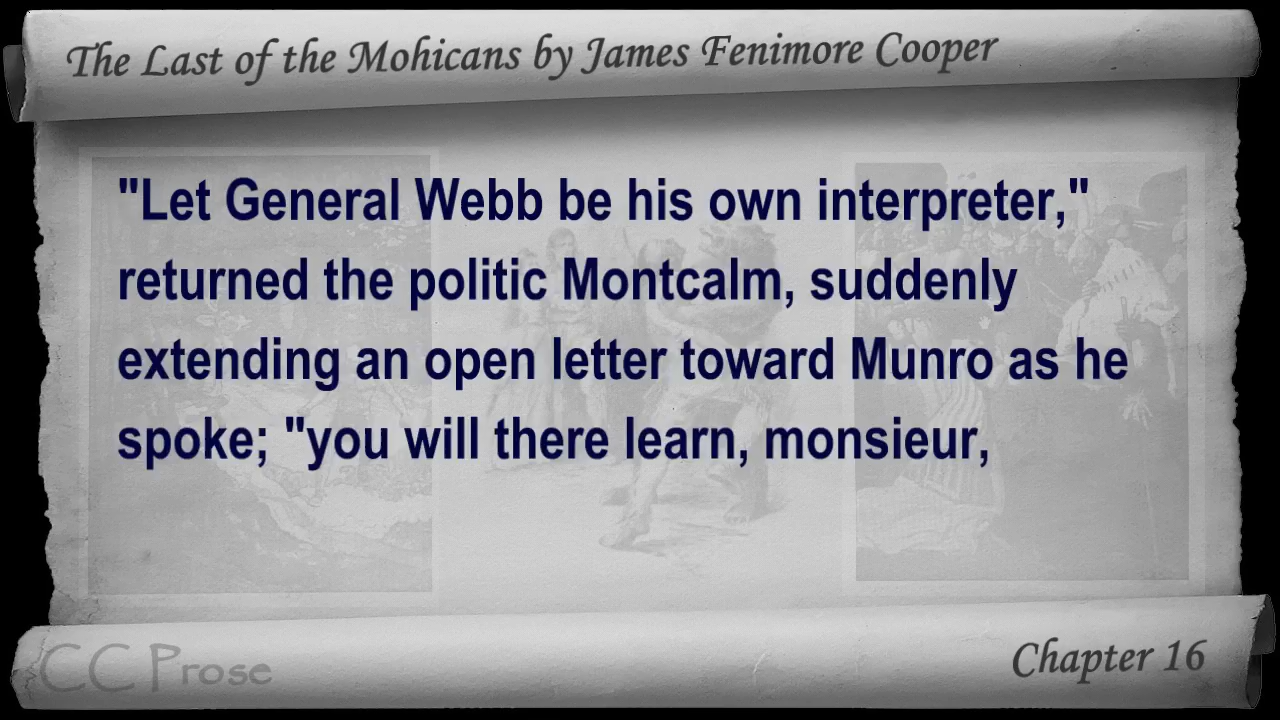 The Last of the Mohicans by James Fenimore Cooper
"Let General Webb be his own interpreter,"
returned the politic Montcalm, suddenly
extending an open letter toward Munro as he
spoke; "you will there learn, monsieur,
CC Prose
Chapter 16